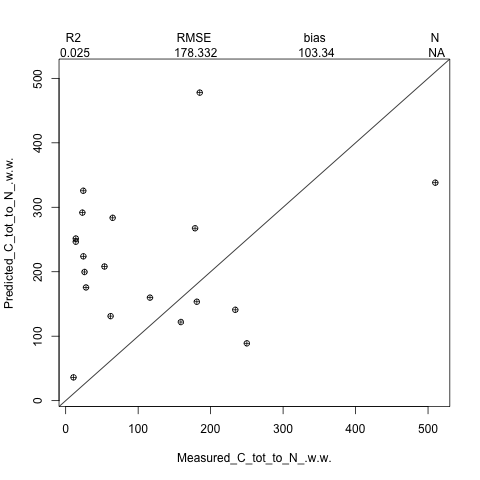 R2 RMSE bias N
0.025 178.332 103.34 NA
500
400
300
200
100
0
Predicted_C_tot_to_N_.w.w.
0 100 200 300 400 500
Measured_C_tot_to_N_.w.w.